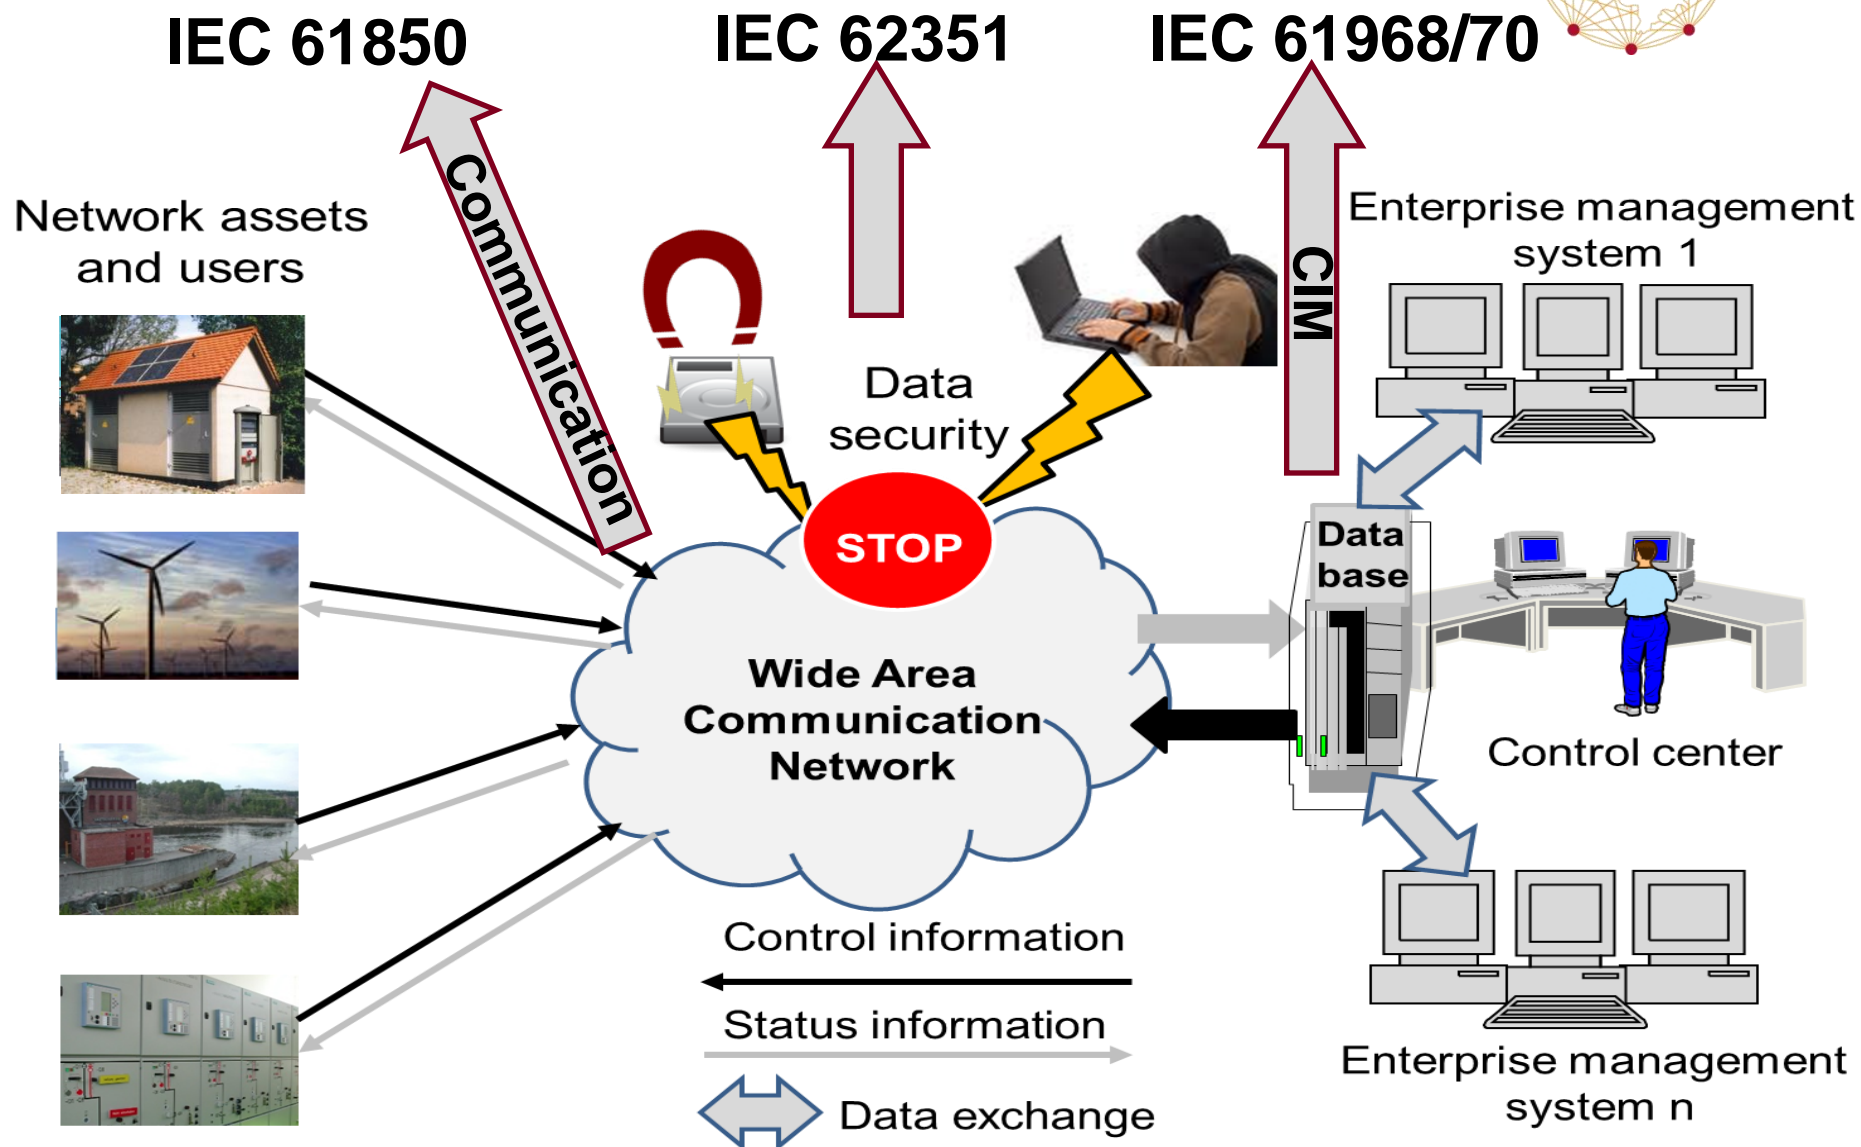 IEC 61850
IEC 62351
IEC 61968/70
Communication
CIM
Network assets
and users
Enterprise management
system 1
Data
security
STOP
Data
base
Wide Area
Communication
Network
Control center
Control information
Status information
Data exchange
Enterprise management
system n